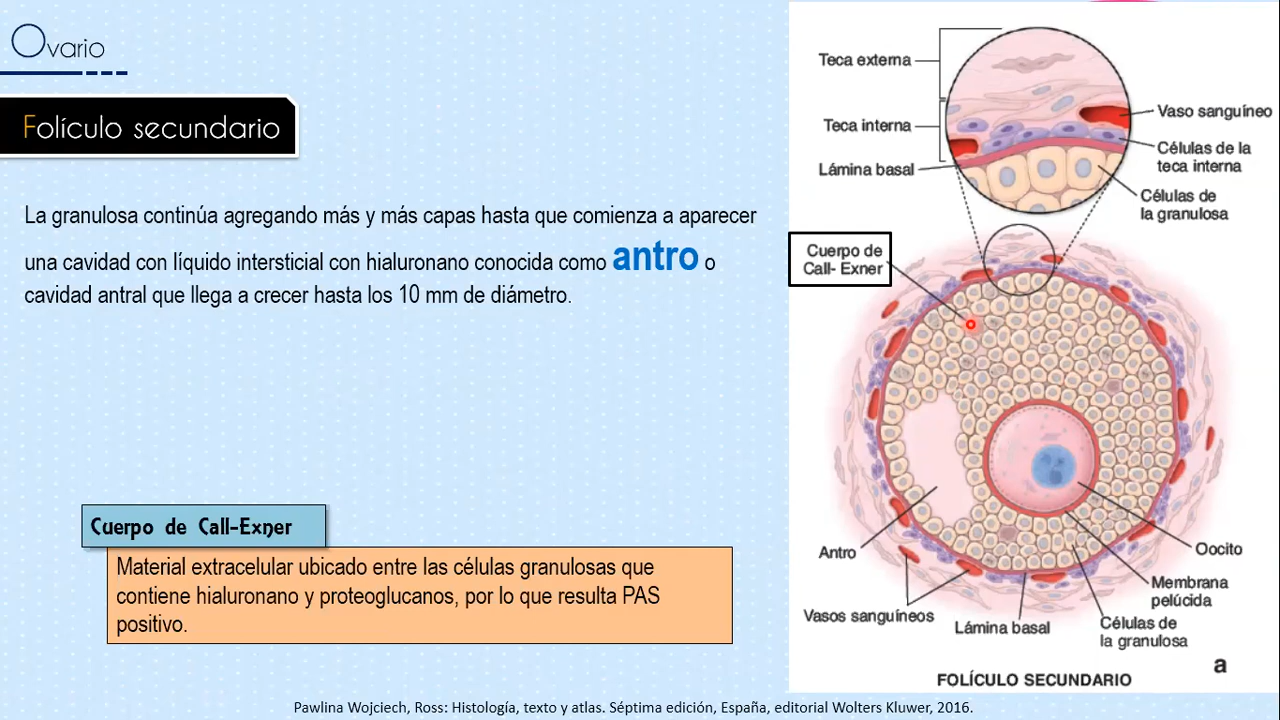 Ovario
Folículo secundario
La granulosa continúa agregando más y más capas hasta que comienza a aparecer
una cavidad con líquido intersticial con hialuronano conocida como antro o
cavidad antral que llega a crecer hasta los 10 mm de diámetro.
Cuerpo de Call-Exner
Material extracelular ubicado entre las células granulosas que
contiene hialuronano y proteoglucanos, por lo que resulta PAS
positivo.
Teca externa
Teca interna
Lámina basal
Vaso sanguíneo
Células de la
teca interna
Células de
la granulosa
Cuerpo de
Call- Exner
Antro
Vasos sanguíneos
Lámina basal
Oocito
Membrana
pelúcida
Células de
la granulosa
a
FOLÍCULO SECUNDARIO
Pawlina Wojciech, Ross: Histología, texto y atlas. Séptima edición, España, editorial Wolters Kluwer, 2016.